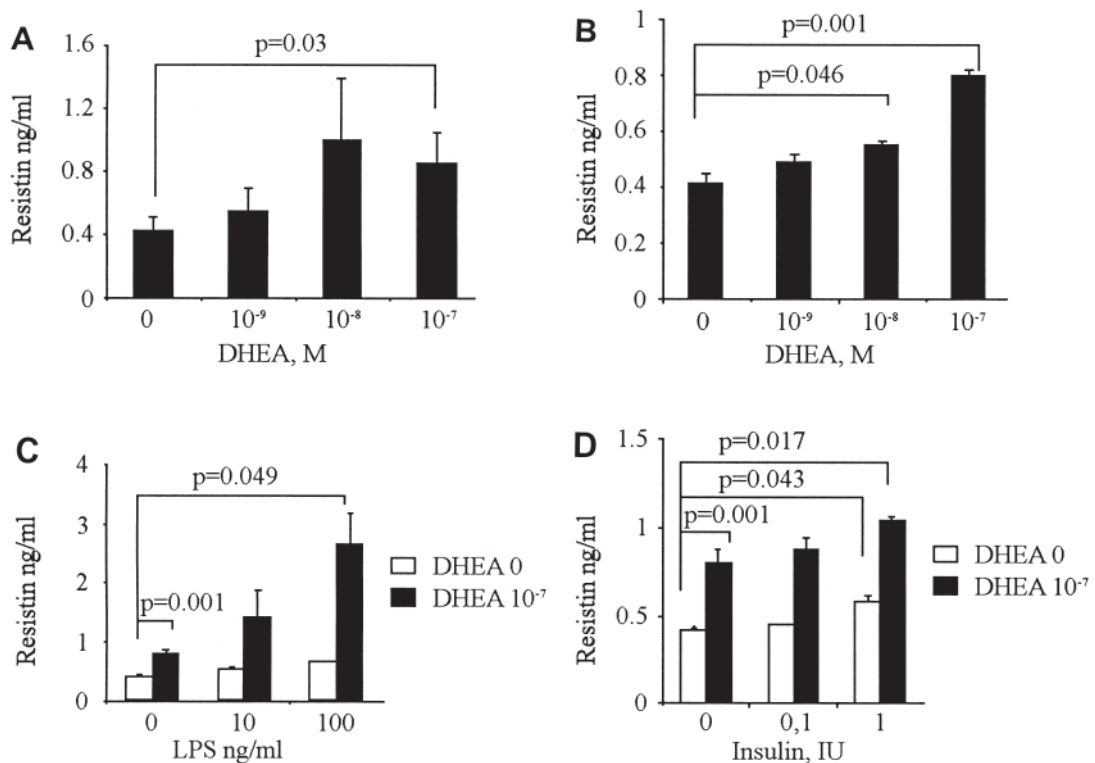 A
Resistin ng/ml
1.6
1.2
0.8
0.4
0
p=0.03
0 10⁻⁹ 10⁻⁸ 10⁻⁷
DHEA, M
B
Resistin ng/ml
1
0.8
0.6
0.4
0.2
0
p=0.001
p=0.046
0 10⁻⁹ 10⁻⁸ 10⁻⁷
DHEA, M
C
Resistin ng/ml
4
3
2
1
0
p=0.049
p=0.001
DHEA 0
DHEA 10⁻⁷
0 10 100
LPS ng/ml
D
Resistin ng/ml
1.5
1
0.5
0
p=0.017
p=0.043
p=0.001
DHEA 0
DHEA 10⁻⁷
0 0,1 1
Insulin, IU